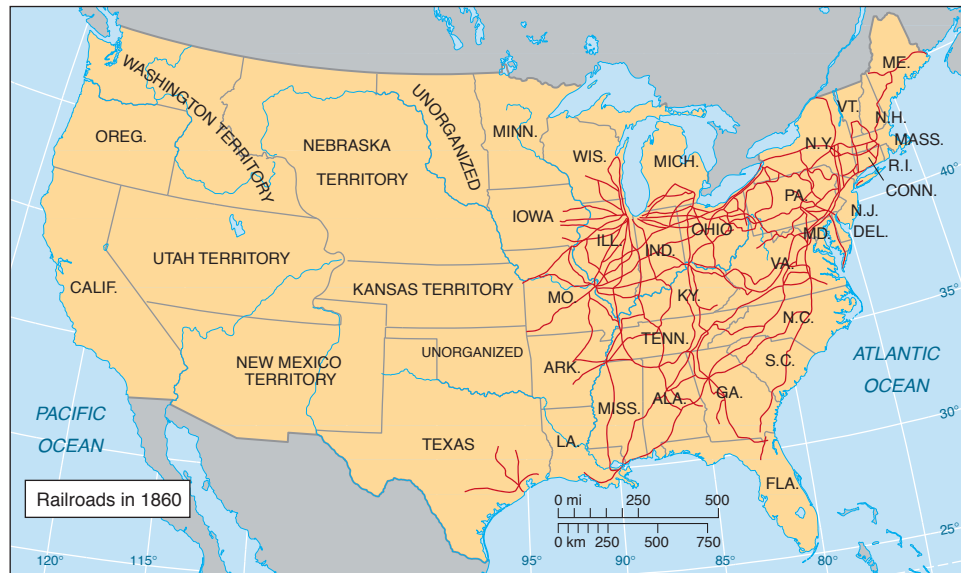 ME.
WASHINGTON TERRITORY
UNORGANIZED
VT.
N.H.
OREG.
MINN.
MASS.
N.Y.
NEBRASKA
TERRITORY
WIS.
MICH.
R.I.
CONN.
40°
PA.
IOWA
N.J.
OHIO
ILL.
IND.
MD.
DEL.
UTAH TERRITORY
VA.
CALIF.
KANSAS TERRITORY
MO.
KY.
35°
N.C.
TENN.
NEW MEXICO
TERRITORY
UNORGANIZED
ARK.
S.C.
ATLANTIC
OCEAN
MISS.
ALA.
GA.
PACIFIC
OCEAN
30°
TEXAS
LA.
FLA.
Railroads in 1860
0 mi 250 500
0 km 250 500 750
25°
120° 115° 95° 90° 85° 80°